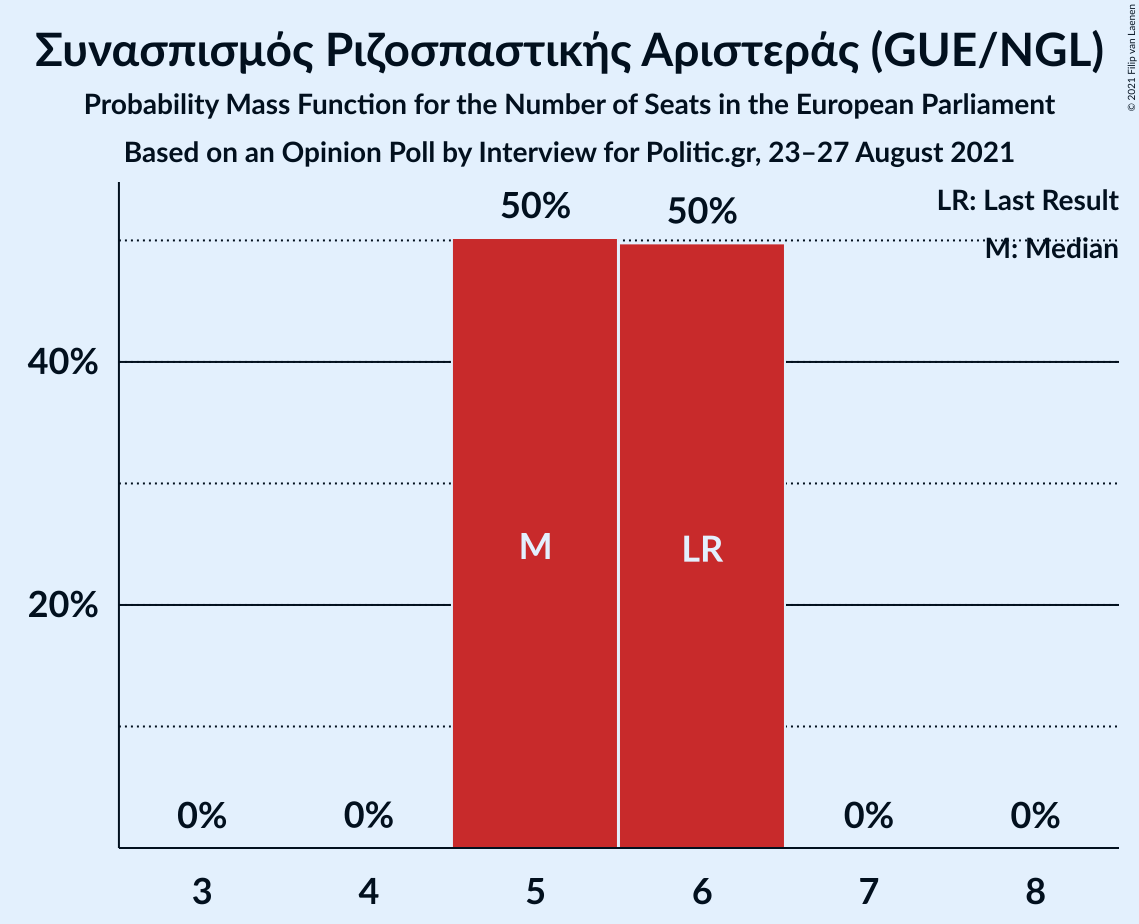 Συνασπισμός Ριζοσπαστικής Αριστεράς (GUE/NGL)
Probability Mass Function for the Number of Seats in the European Parliament
Based on an Opinion Poll by Interview for Politic.gr, 23–27 August 2021
© 2021 Filip van Laenen
LR: Last Result
M: Median
50%
50%
40%
20%
M
LR
0%
0%
0%
0%
3
4
5
6
7
8